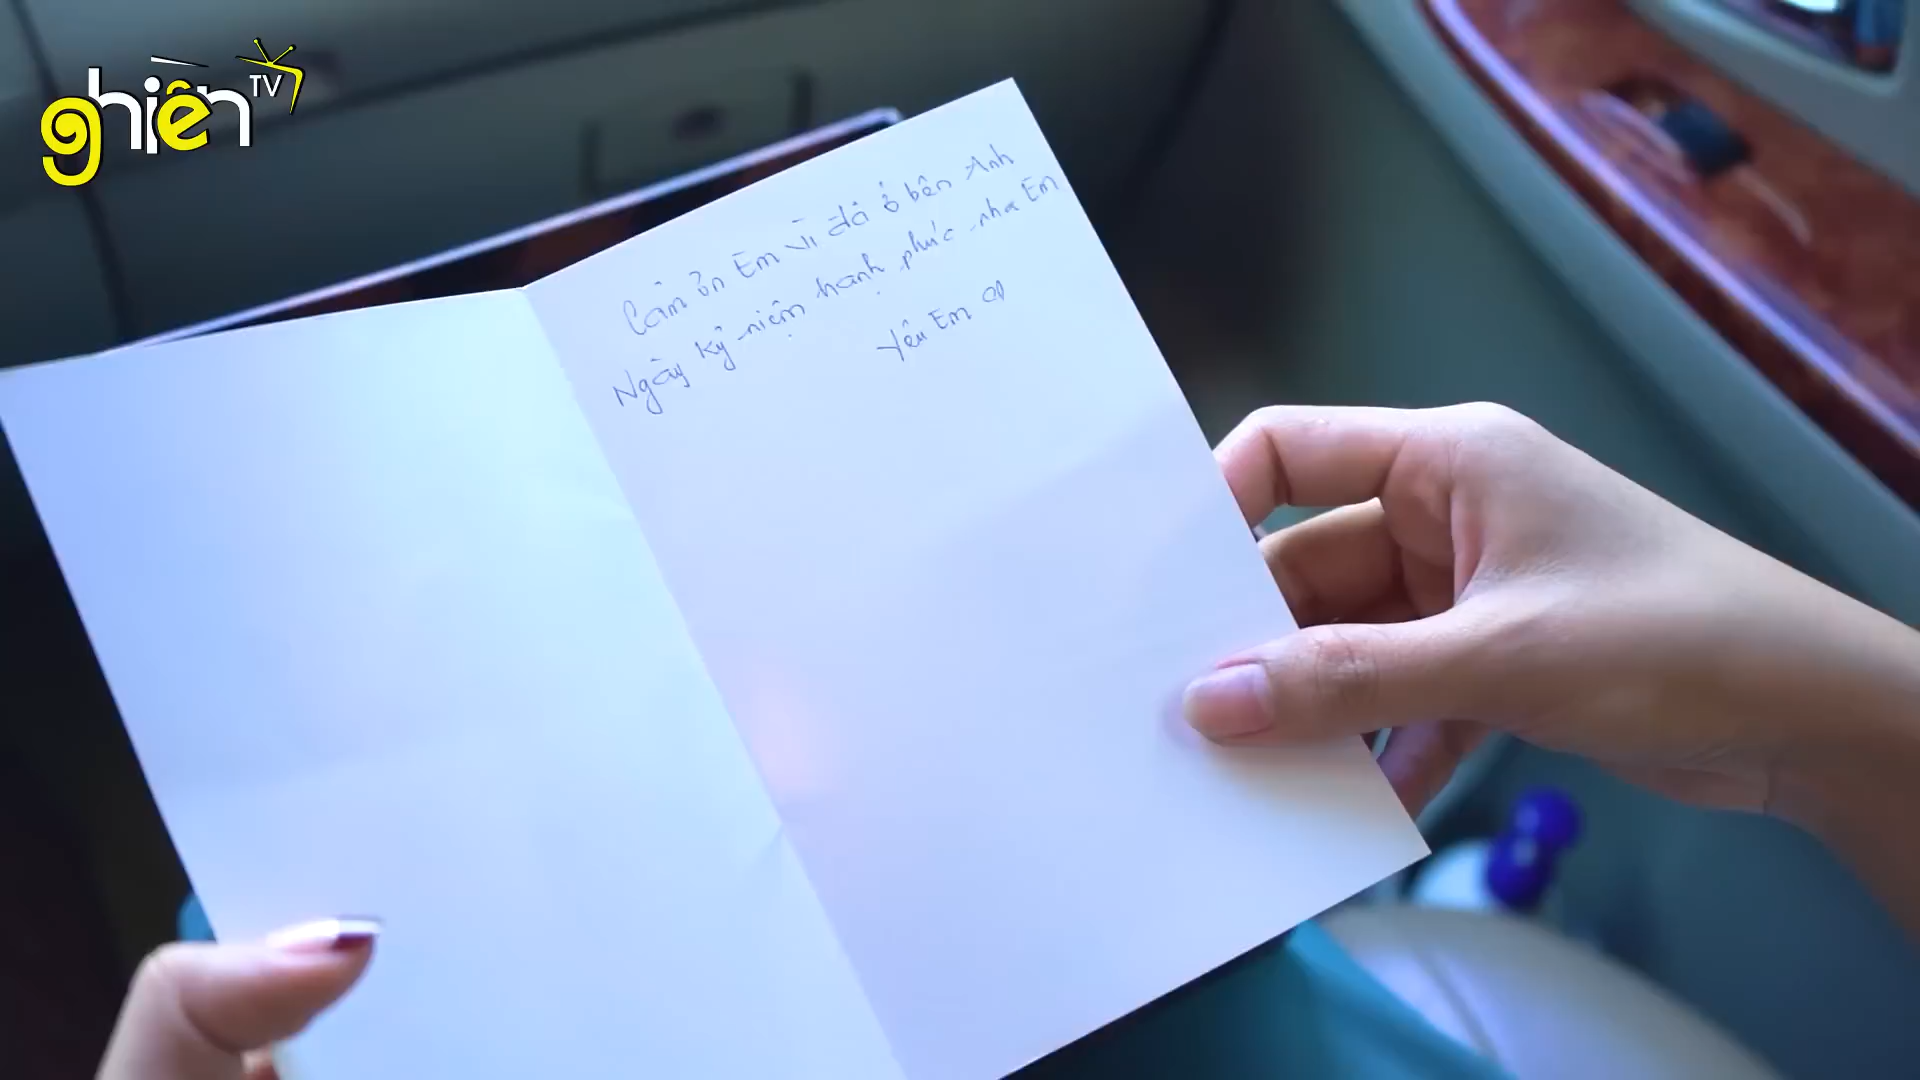 ghiền TV
Cảm ơn Em vì đã ở bên Anh
Ngày kỷ niệm hạnh phúc nha Em
Yêu Em